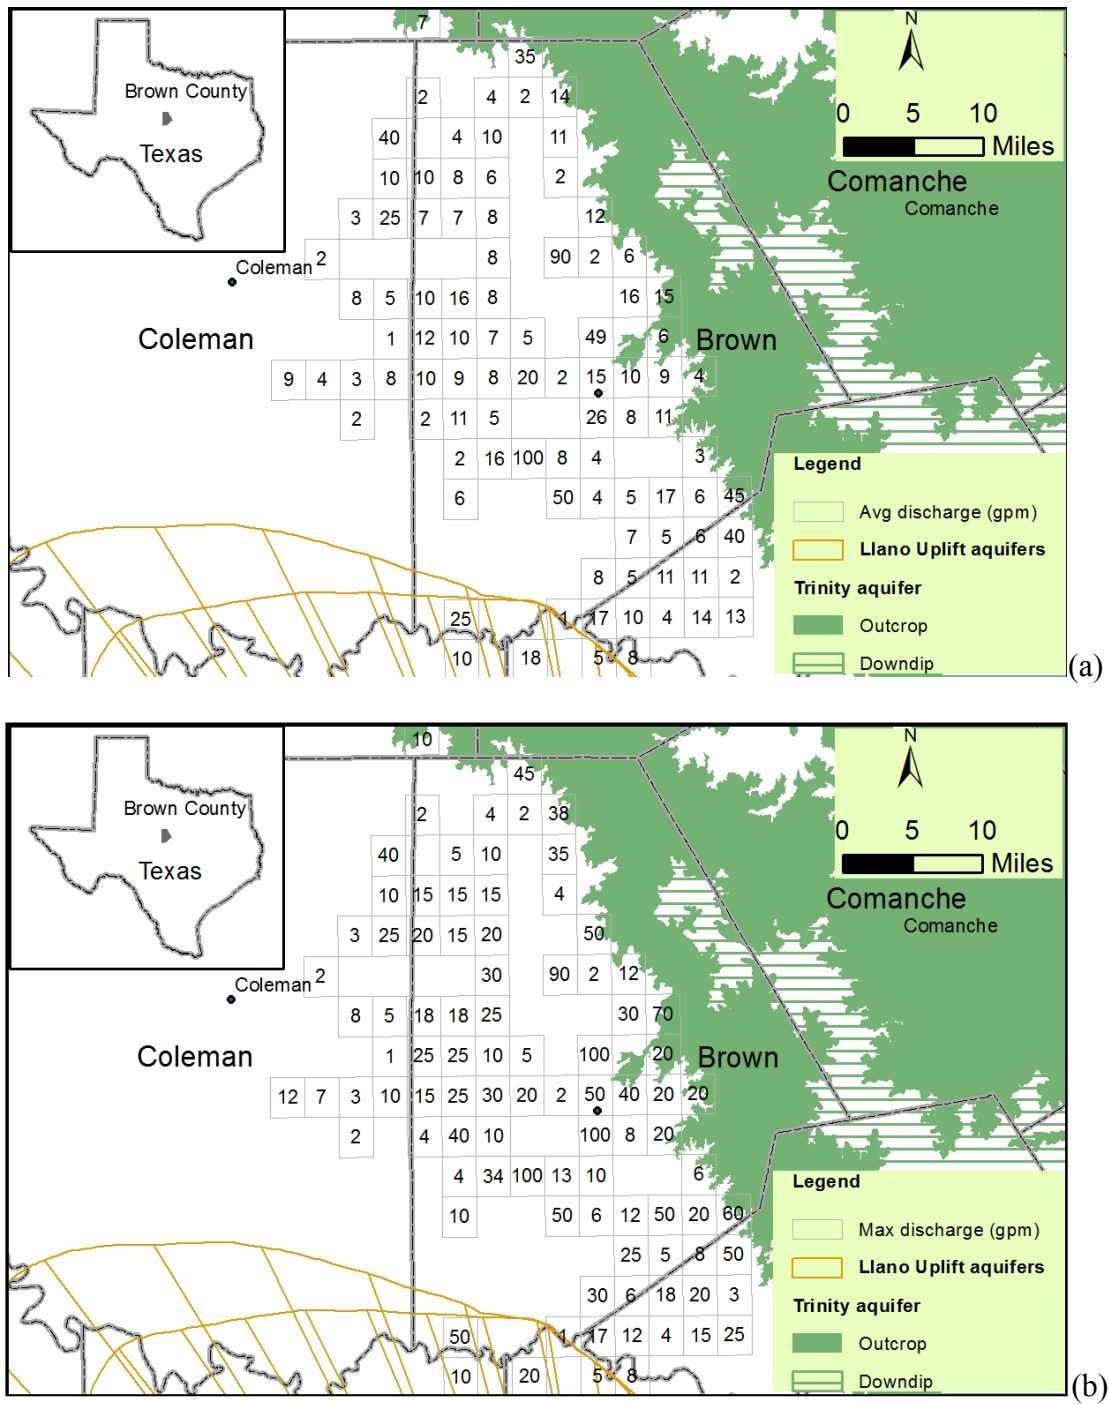 7
N
35
Brown County
2 4 2 14
0 5 10
Miles
40 4 10 11
Texas
10 10 8 6 2
Comanche
Comanche
3 25 7 7 8 12
2 8 90 2 6
Coleman
8 5 10 16 8 16 15
Coleman
1 12 10 7 5 49 6
Brown
9 4 3 8 10 9 8 20 2 15 10 9 4
2 2 11 5 26 8 11
2 16 100 8 4 3
Legend
6 50 4 5 17 6 45
Avg discharge (gpm)
7 5 6 40
Llano Uplift aquifers
8 5 11 11 2
Trinity aquifer
25 1 17 10 4 14 13
Outcrop
10 18 5 8
Downdip
(a)
10
N
45
Brown County
2 4 2 38
0 5 10
Miles
40 5 10 35
Texas
10 15 15 15 4
Comanche
Comanche
3 25 20 15 20 50
2 30 90 2 12
Coleman
8 5 18 18 25 30 70
Coleman
1 25 25 10 5 100 20
Brown
12 7 3 10 15 25 30 20 2 50 40 20 20
2 4 40 10 100 8 20
4 34 100 13 10 6
Legend
10 50 6 12 50 20 60
Max discharge (gpm)
25 5 8 50
Llano Uplift aquifers
30 6 18 20 3
Trinity aquifer
50 1 17 12 4 15 25
Outcrop
10 20 5 8
Downdip
(b)